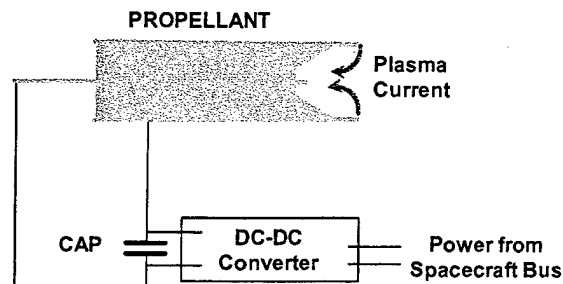 PROPELLANT
Plasma
Current
CAP
DC-DC
Converter
Power from
Spacecraft Bus